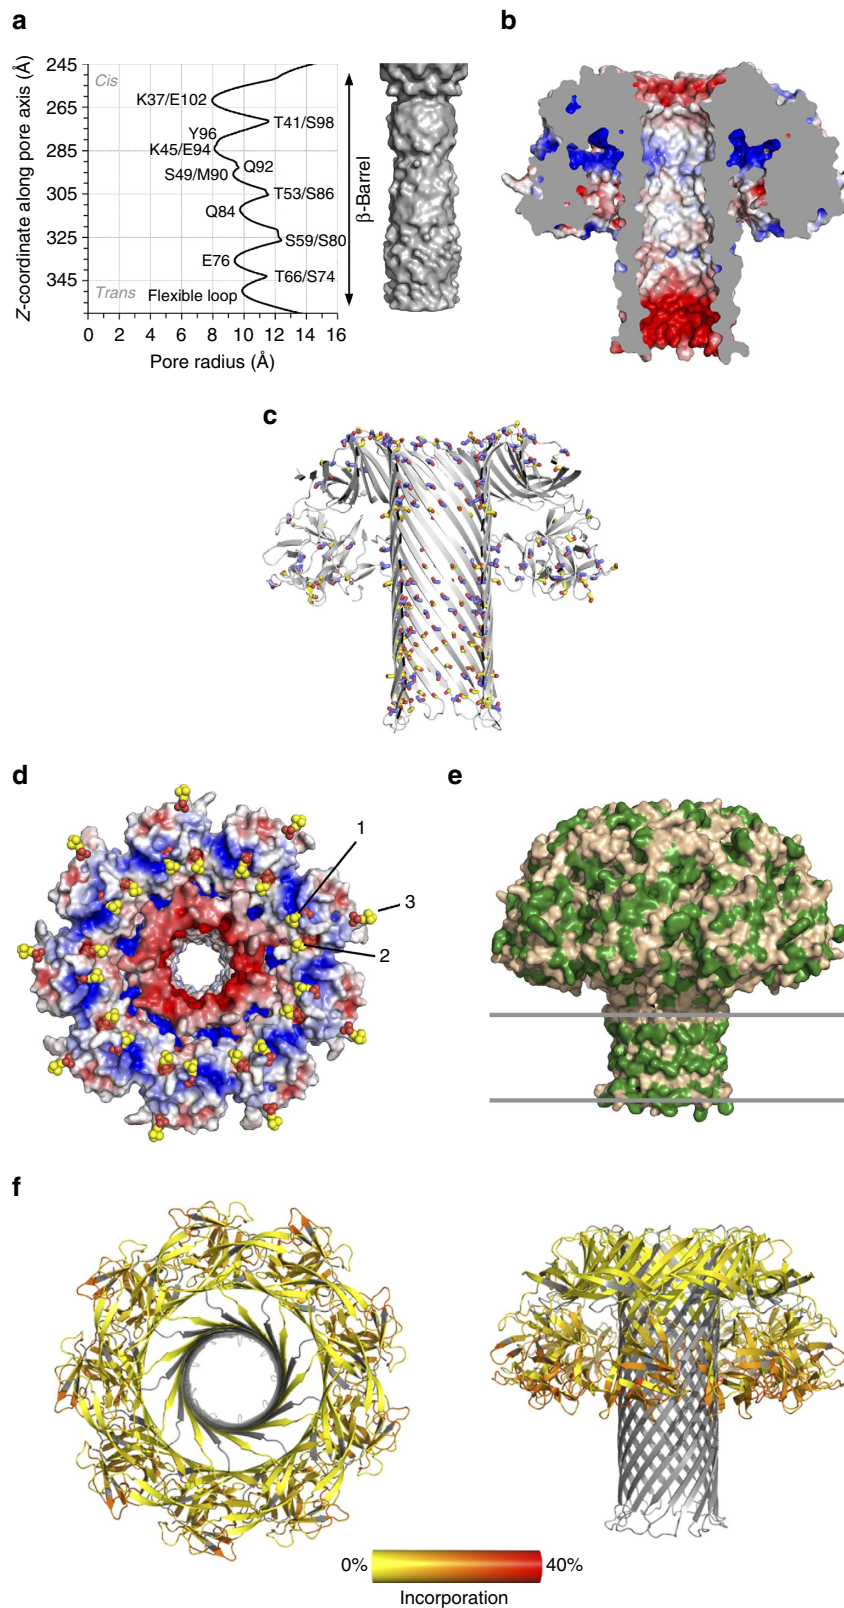 a
b
245
265
285
305
325
345
Z-coordinate along pore axis (Å)
Cis
Trans
K37/E102
T41/S98
Y96
K45/E94
Q92
S49/M90
T53/S86
Q84
S59/S80
E76
T66/S74
Flexible loop
0 2 4 6 8 10 12 14 16
Pore radius (Å)
β-Barrel
c
d
e
1
3
2
f
0%
40%
Incorporation